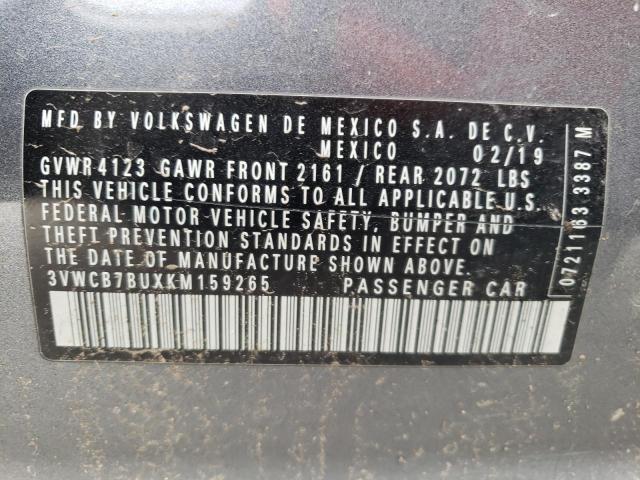 MFD BY VOLKSWAGEN DE MEXICO S.A. DE C.V.
MEXICO 02/19
GVWR 4123 GAWR FRONT 2161 / REAR 2072 LBS
THIS VEHICLE CONFORMS TO ALL APPLICABLE U.S.
FEDERAL MOTOR VEHICLE SAFETY, BUMPER AND
THEFT PREVENTION STANDARDS IN EFFECT ON
THE DATE OF MANUFACTURE SHOWN ABOVE.
3VWCB7BUXKM159265 PASSENGER CAR
0721 163 3387 M